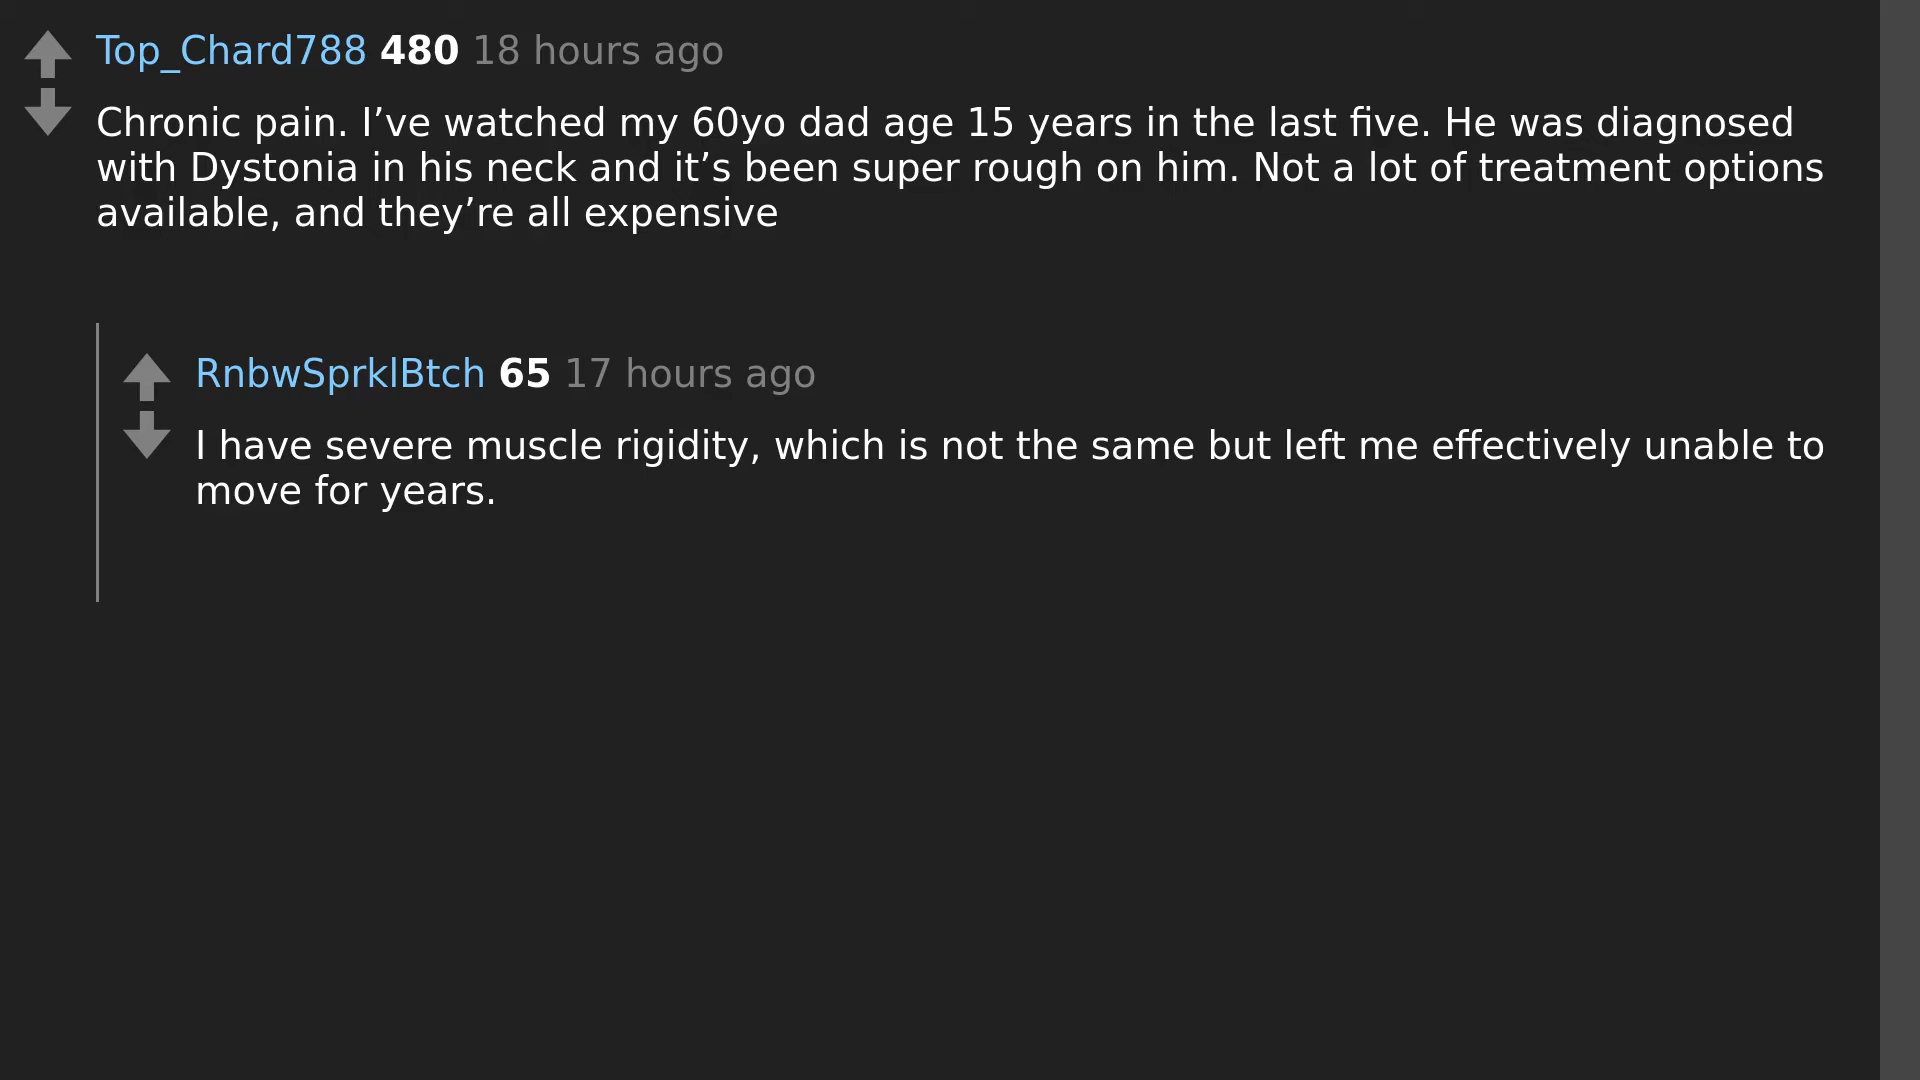 Top_Chard788 480 18 hours ago
Chronic pain. I’ve watched my 60yo dad age 15 years in the last five. He was diagnosed
with Dystonia in his neck and it’s been super rough on him. Not a lot of treatment options
available, and they’re all expensive
RnbwSprklBtch 65 17 hours ago
I have severe muscle rigidity, which is not the same but left me effectively unable to
move for years.